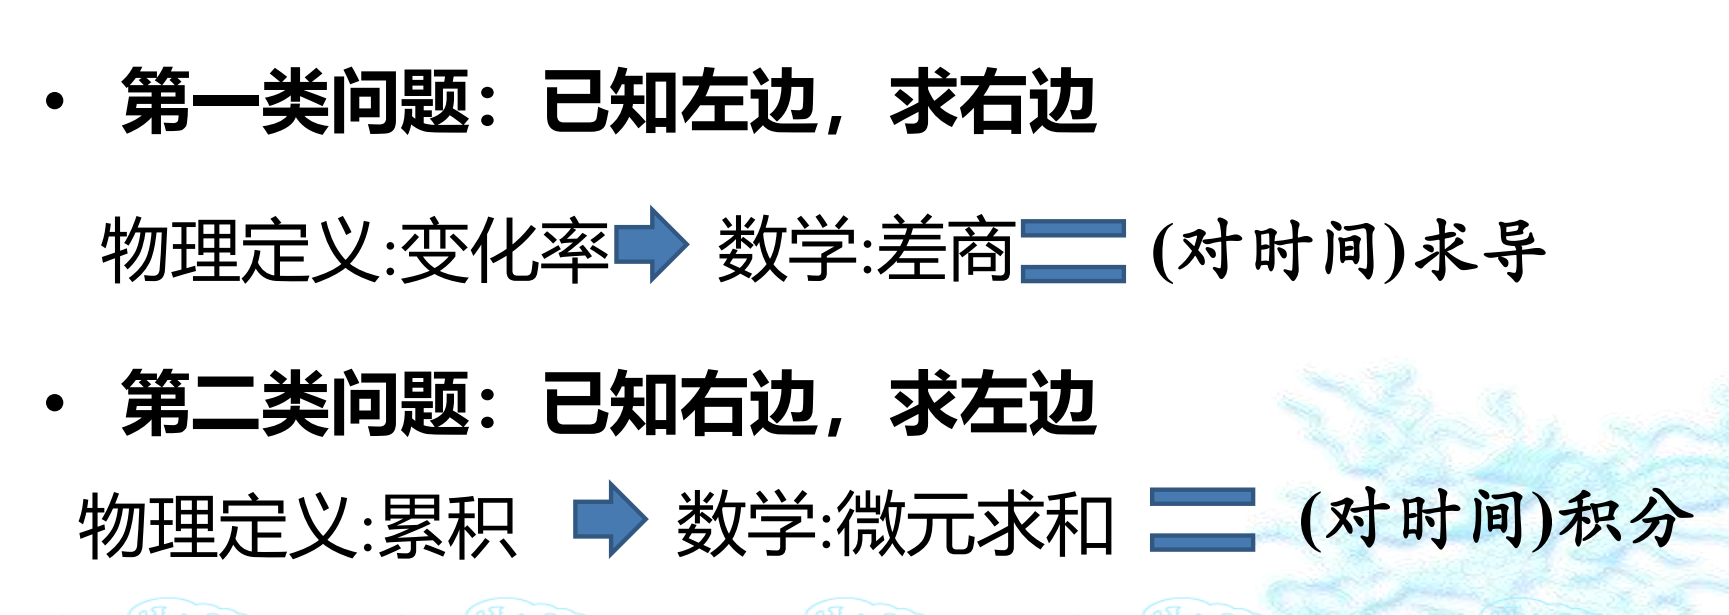 • 第一类问题：已知左边，求右边
物理定义:变化率 数学:差商 (对时间)求导
• 第二类问题：已知右边，求左边
物理定义:累积 数学:微元求和 (对时间)积分